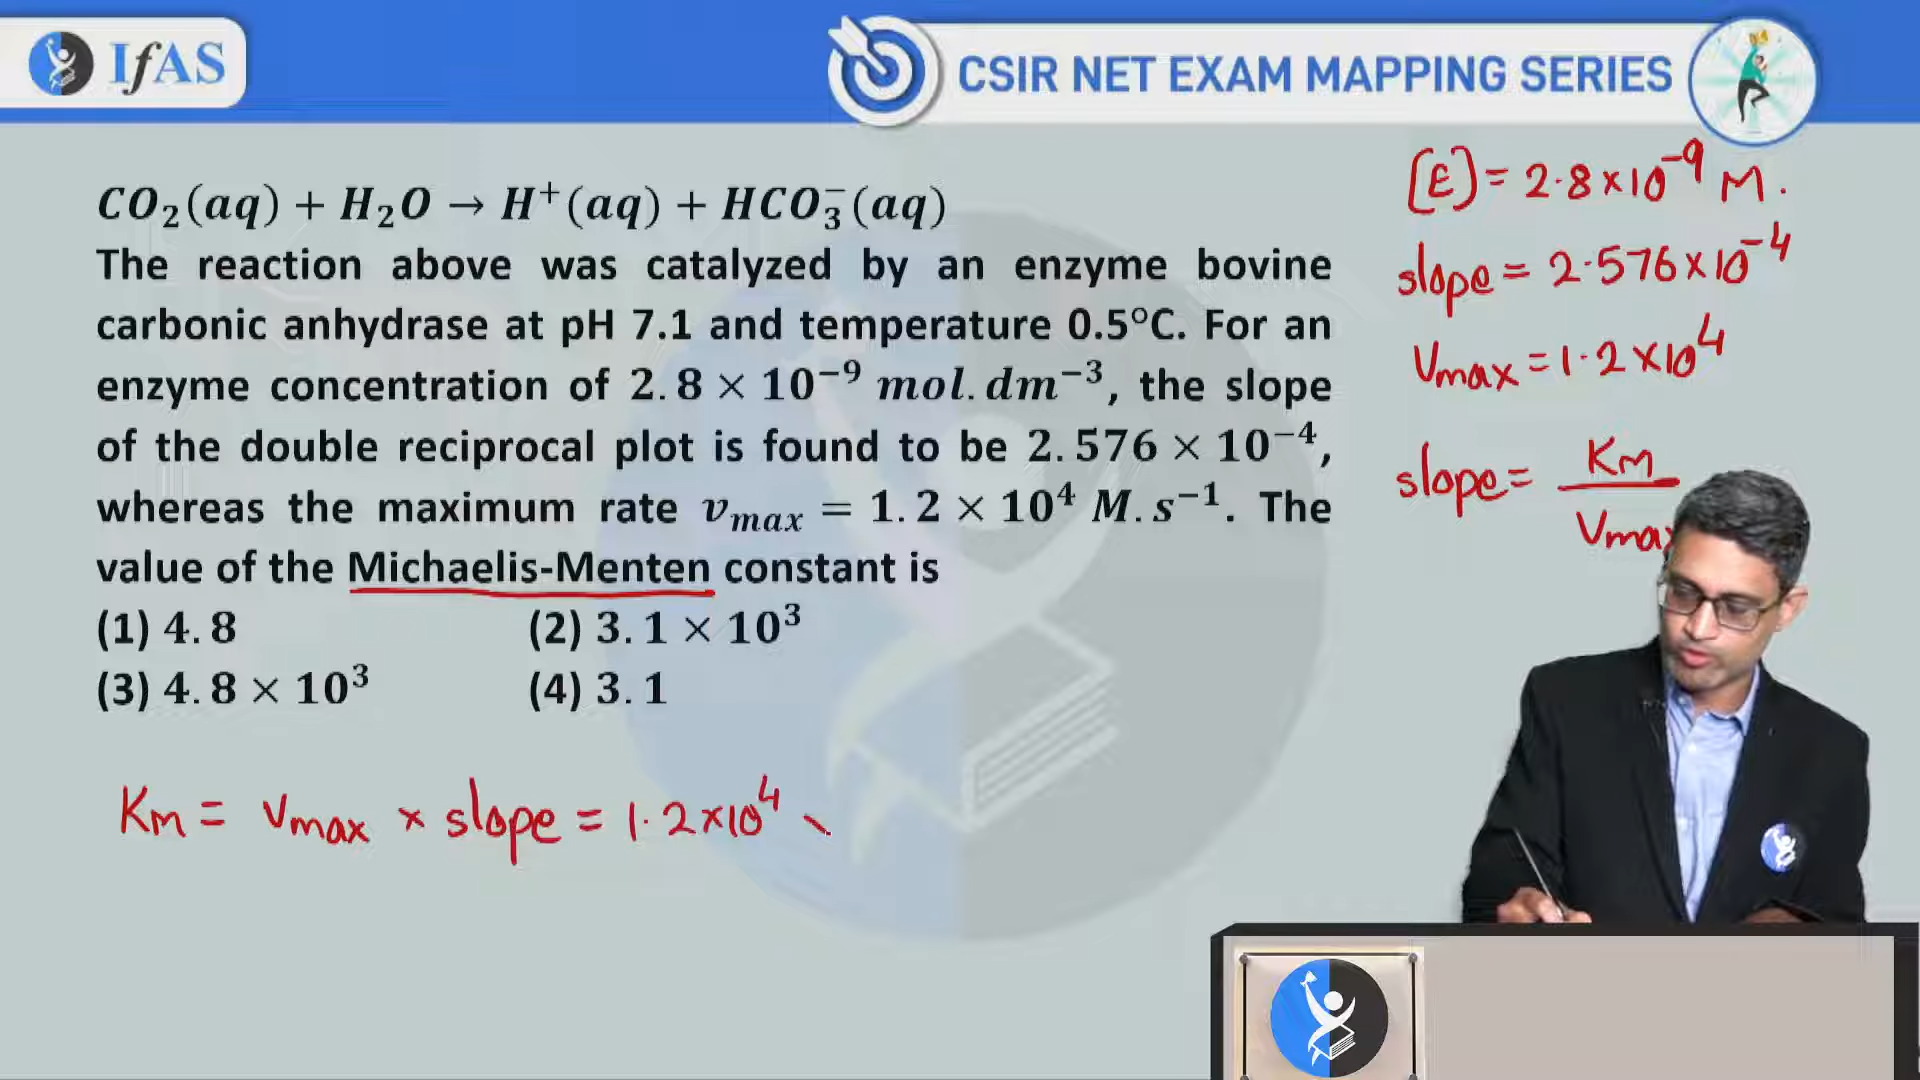 IfAS
CSIR NET EXAM MAPPING SERIES
CO₂(aq) + H₂O → H⁺(aq) + HCO₃⁻(aq)
The reaction above was catalyzed by an enzyme bovine
carbonic anhydrase at pH 7.1 and temperature 0.5°C. For an
enzyme concentration of 2.8 × 10⁻⁹ mol.dm⁻³, the slope
of the double reciprocal plot is found to be 2.576 × 10⁻⁴,
whereas the maximum rate vₘₐₓ = 1.2 × 10⁴ M.s⁻¹. The
value of the Michaelis-Menten constant is
(1) 4.8 (2) 3.1 × 10³
(3) 4.8 × 10³ (4) 3.1
Km = Vmax × slope = 1.2×10⁴
[E] = 2.8×10⁻⁹ M.
slope = 2.576×10⁻⁴
Vmax = 1.2×10⁴
slope = KM
Vmax